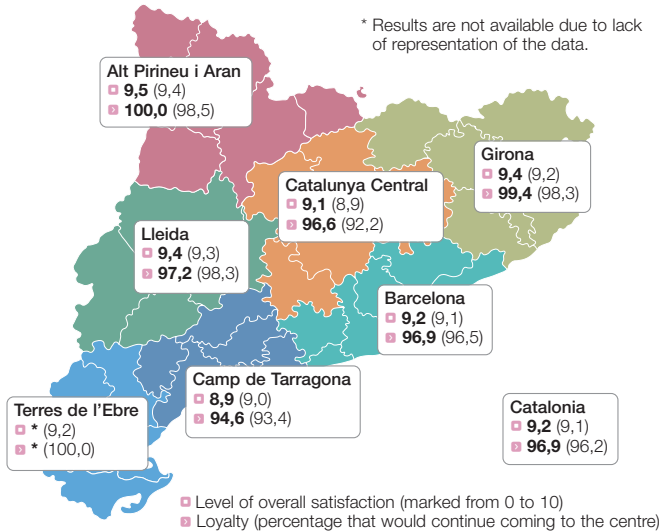 * Results are not available due to lack
of representation of the data.
Alt Pirineu i Aran
9,5 (9,4)
100,0 (98,5)
Girona
9,4 (9,2)
99,4 (98,3)
Catalunya Central
9,1 (8,9)
96,6 (92,2)
Lleida
9,4 (9,3)
97,2 (98,3)
Barcelona
9,2 (9,1)
96,9 (96,5)
Camp de Tarragona
8,9 (9,0)
94,6 (93,4)
Terres de l’Ebre
* (9,2)
* (100,0)
Catalonia
9,2 (9,1)
96,9 (96,2)
Level of overall satisfaction (marked from 0 to 10)
Loyalty (percentage that would continue coming to the centre)